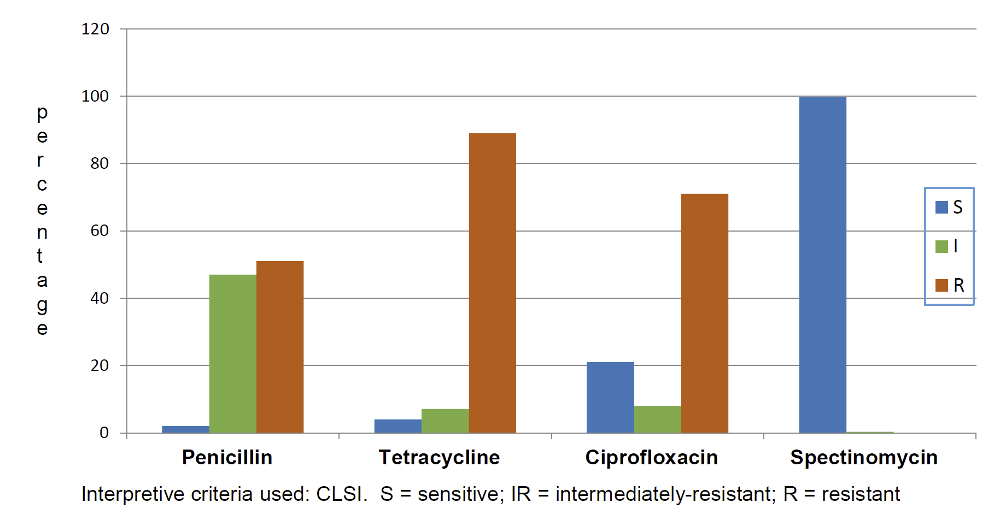 120
100
80
60
40
20
0
percentage
Penicillin Tetracycline Ciprofloxacin Spectinomycin
S
I
R
Interpretive criteria used: CLSI.  S = sensitive; IR = intermediately-resistant; R = resistant